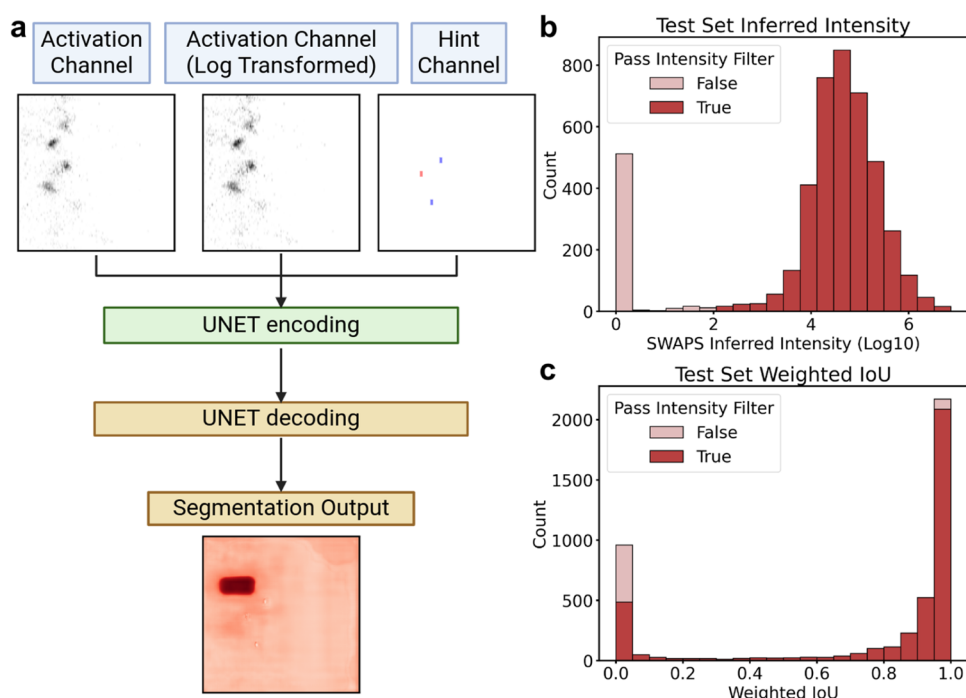 a
Activation
Channel
Activation Channel
(Log Transformed)
Hint
Channel
UNET encoding
UNET decoding
Segmentation Output
b
Test Set Inferred Intensity
Pass Intensity Filter
False
True
Count
800
600
400
200
0
0
2
4
6
SWAPS Inferred Intensity (Log10)
c
Test Set Weighted IoU
Pass Intensity Filter
False
True
Count
2000
1500
1000
500
0
0.0
0.2
0.4
0.6
0.8
1.0
Weighted IoU